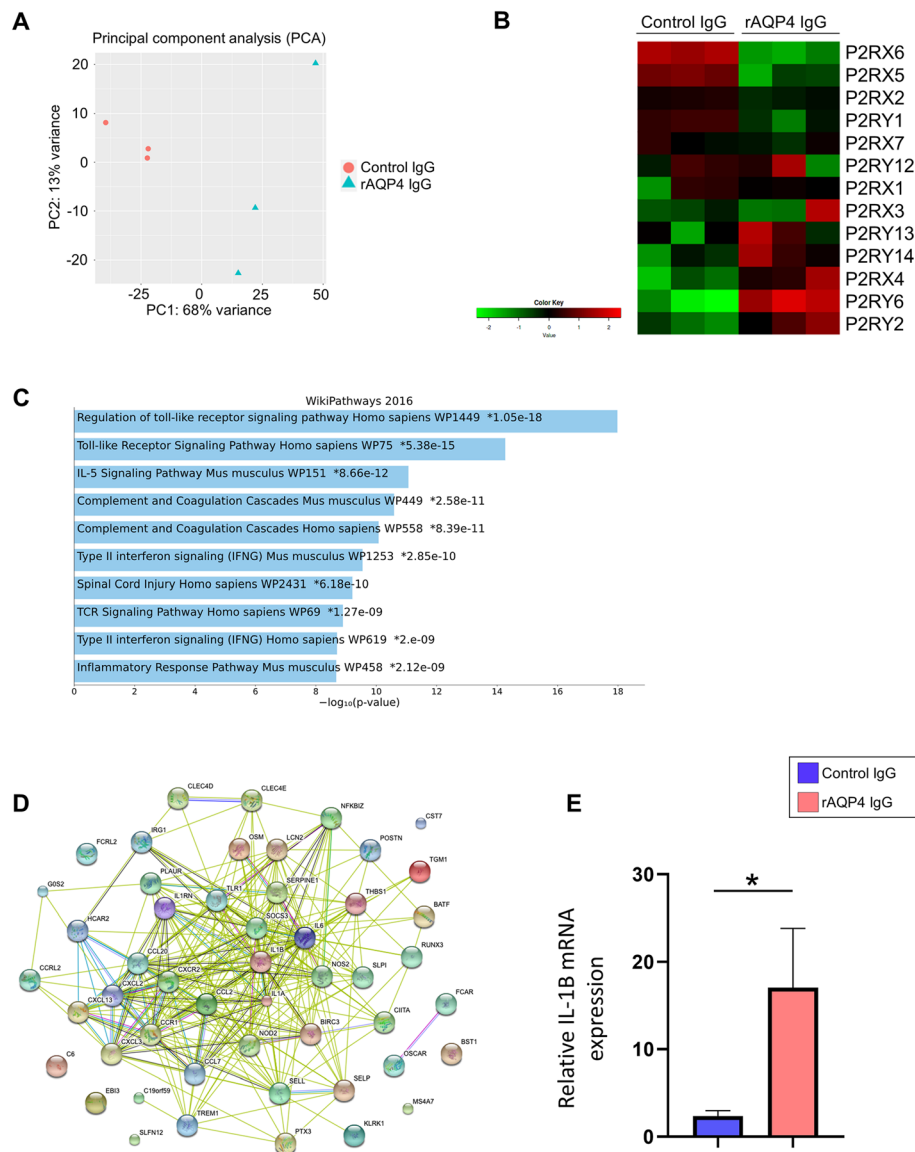 A
Principal component analysis (PCA)
20
10
0
-10
-20
PC2: 13% variance
-25
0
25
50
PC1: 68% variance
Control IgG
rAQP4 IgG
B
Control IgG
rAQP4 IgG
P2RX6
P2RX5
P2RX2
P2RY1
P2RX7
P2RY12
P2RX1
P2RX3
P2RY13
P2RY14
P2RX4
P2RY6
P2RY2
Color Key
-2
-1
0
1
2
Value
C
WikiPathways 2016
Regulation of toll-like receptor signaling pathway Homo sapiens WP1449 *1.05e-18
Toll-like Receptor Signaling Pathway Homo sapiens WP75 *5.38e-15
IL-5 Signaling Pathway Mus musculus WP151 *8.66e-12
Complement and Coagulation Cascades Mus musculus WP449 *2.58e-11
Complement and Coagulation Cascades Homo sapiens WP558 *8.39e-11
Type II interferon signaling (IFNG) Mus musculus WP1253 *2.85e-10
Spinal Cord Injury Homo sapiens WP2431 *6.18e-10
TCR Signaling Pathway Homo sapiens WP69 *1.27e-09
Type II interferon signaling (IFNG) Homo sapiens WP619 *2.e-09
Inflammatory Response Pathway Mus musculus WP458 *2.12e-09
0
2
4
6
8
10
12
14
16
18
−log₁₀(p-value)
D
CLEC4D
CLEC4E
NFKBIZ
CST7
IRG1
OSM
LCN2
POSTN
FCRL2
TGM1
PLAUR
G0S2
TLR1
SERPINE1
THBS1
IL1RN
BATF
HCAR2
SOCS3
IL6
RUNX3
CCL20
IL1B
CCRL2
CXCR2
NOS2
SLPI
CXCL2
CCL2
IL1A
FCAR
CXCL13
CIITA
CCR1
BIRC3
CXCL3
NOD2
BST1
C6
CCL7
OSCAR
SELL
SELP
EBI3
C19orf59
MS4A7
TREM1
SLFN12
PTX3
KLRK1
E
Control IgG
rAQP4 IgG
30
20
10
0
Relative IL-1B mRNA
expression
*